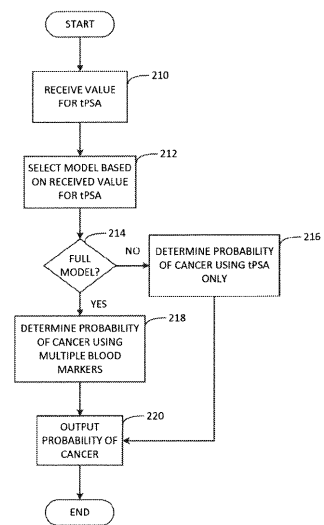 START
210
RECEIVE VALUE
FOR tPSA
212
SELECT MODEL BASED
ON RECEIVED VALUE
FOR tPSA
214
FULL
MODEL?
NO
216
DETERMINE PROBABILITY
OF CANCER USING tPSA
ONLY
YES
218
DETERMINE PROBABILITY
OF CANCER USING
MULTIPLE BLOOD
MARKERS
220
OUTPUT
PROBABILITY OF
CANCER
END